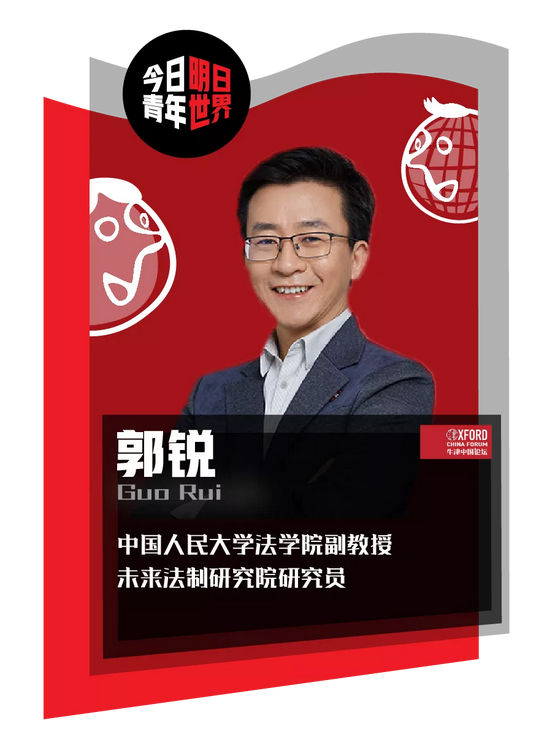 今日明日
青年世界
郭锐
Guo Rui
OXFORD
CHINA FORUM
牛津中国论坛
中国人民大学法学院副教授
未来法制研究院研究员